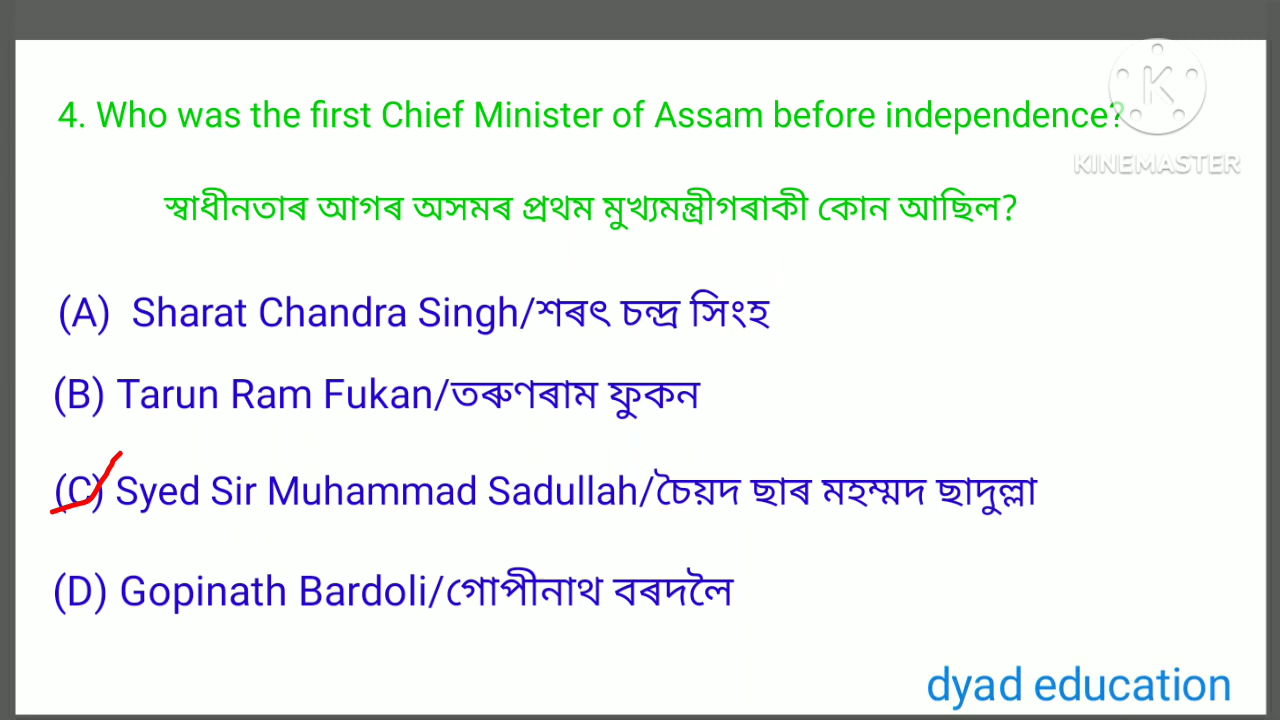 4. Who was the first Chief Minister of Assam before independence?
KINEMASTER
স্বাধীনতাৰ আগৰ অসমৰ প্ৰথম মুখ্যমন্ত্ৰীগৰাকী কোন আছিল?
(A) Sharat Chandra Singh/শৰৎ চন্দ্ৰ সিংহ
(B) Tarun Ram Fukan/তৰুণৰাম ফুকন
(C) Syed Sir Muhammad Sadullah/চৈয়দ ছাৰ মহম্মদ ছাদুল্লা
(D) Gopinath Bardoli/গোপীনাথ বৰদলৈ
dyad education